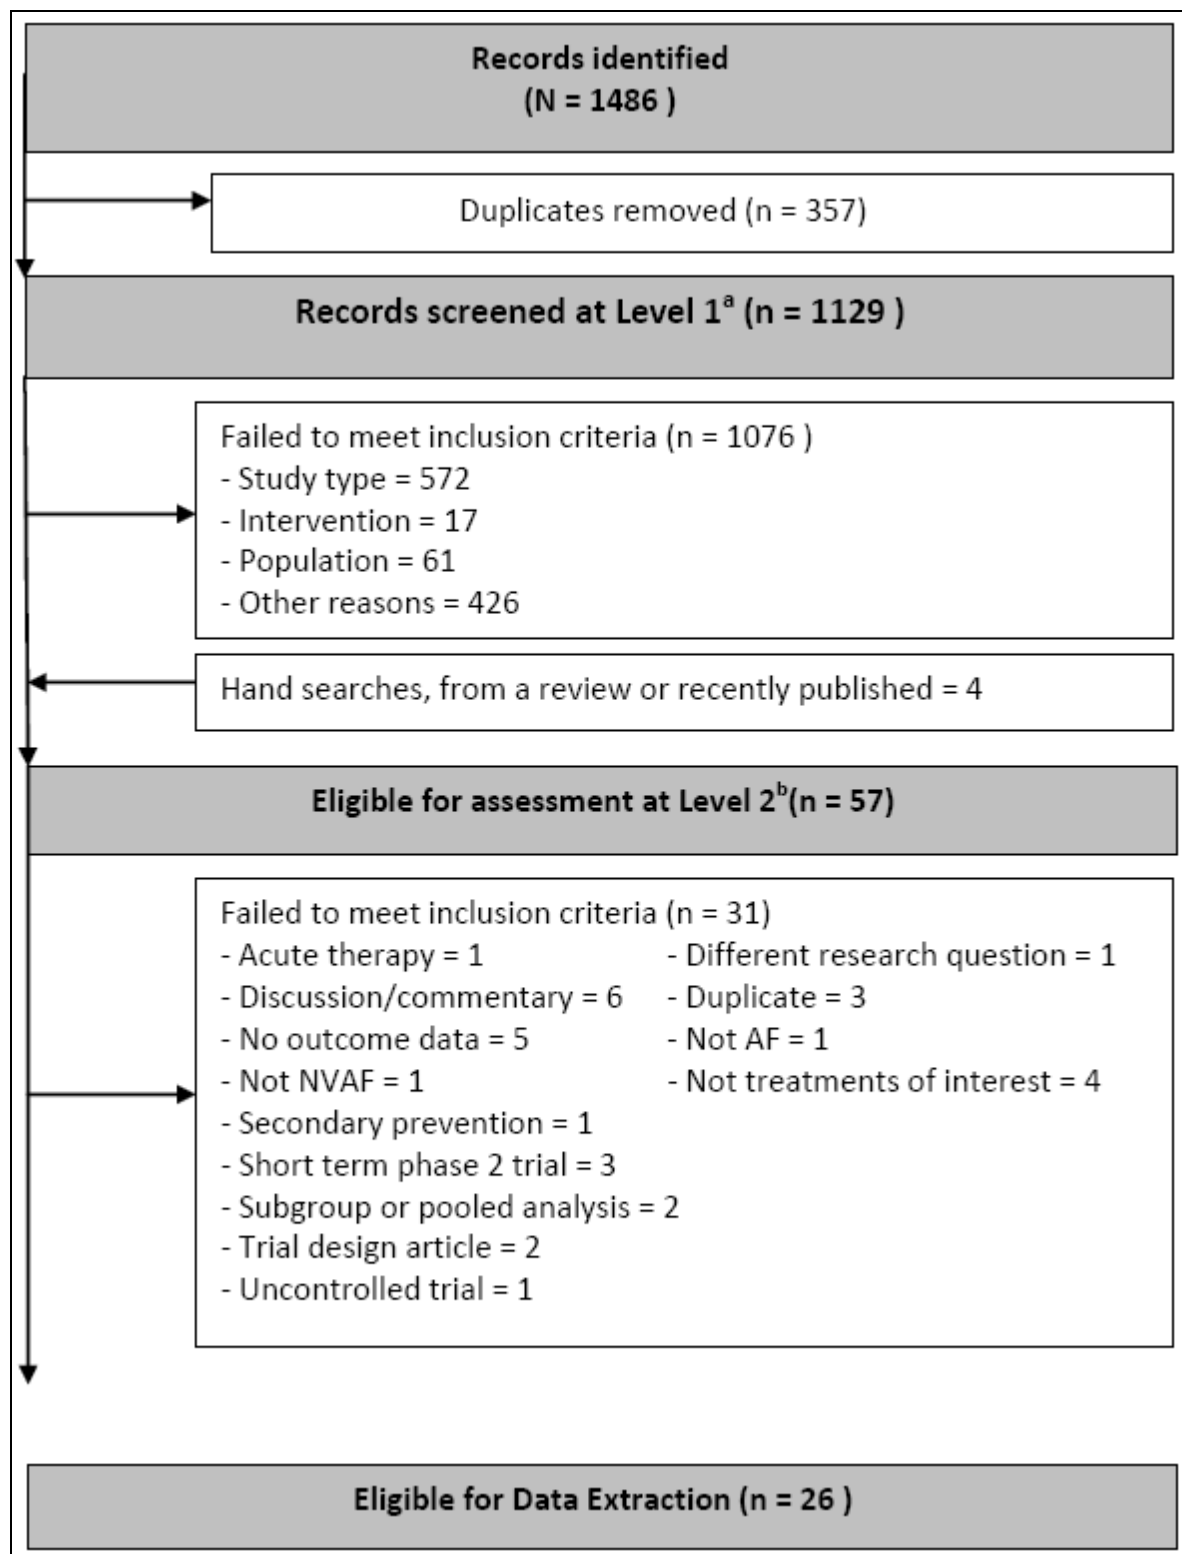 Records identified
(N = 1486 )
Duplicates removed (n = 357)
Records screened at Level 1a (n = 1129 )
Failed to meet inclusion criteria (n = 1076 )
- Study type = 572
- Intervention = 17
- Population = 61
- Other reasons = 426
Hand searches, from a review or recently published = 4
Eligible for assessment at Level 2b(n = 57)
Failed to meet inclusion criteria (n = 31)
- Acute therapy = 1
- Discussion/commentary = 6
- No outcome data = 5
- Not NVAF = 1
- Secondary prevention = 1
- Short term phase 2 trial = 3
- Subgroup or pooled analysis = 2
- Trial design article = 2
- Uncontrolled trial = 1
- Different research question = 1
- Duplicate = 3
- Not AF = 1
- Not treatments of interest = 4
Eligible for Data Extraction (n = 26 )